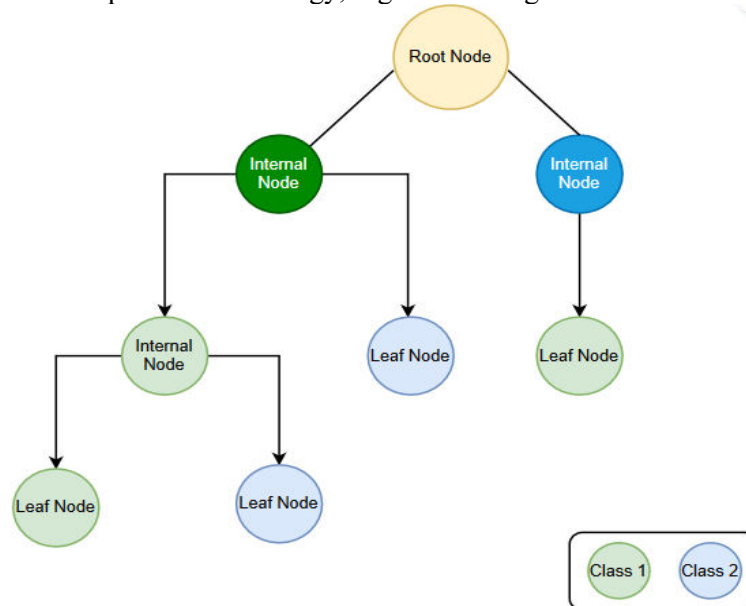 Root Node
Internal
Node
Internal
Node
Internal
Node
Leaf Node
Leaf Node
Leaf Node
Leaf Node
Class 1
Class 2